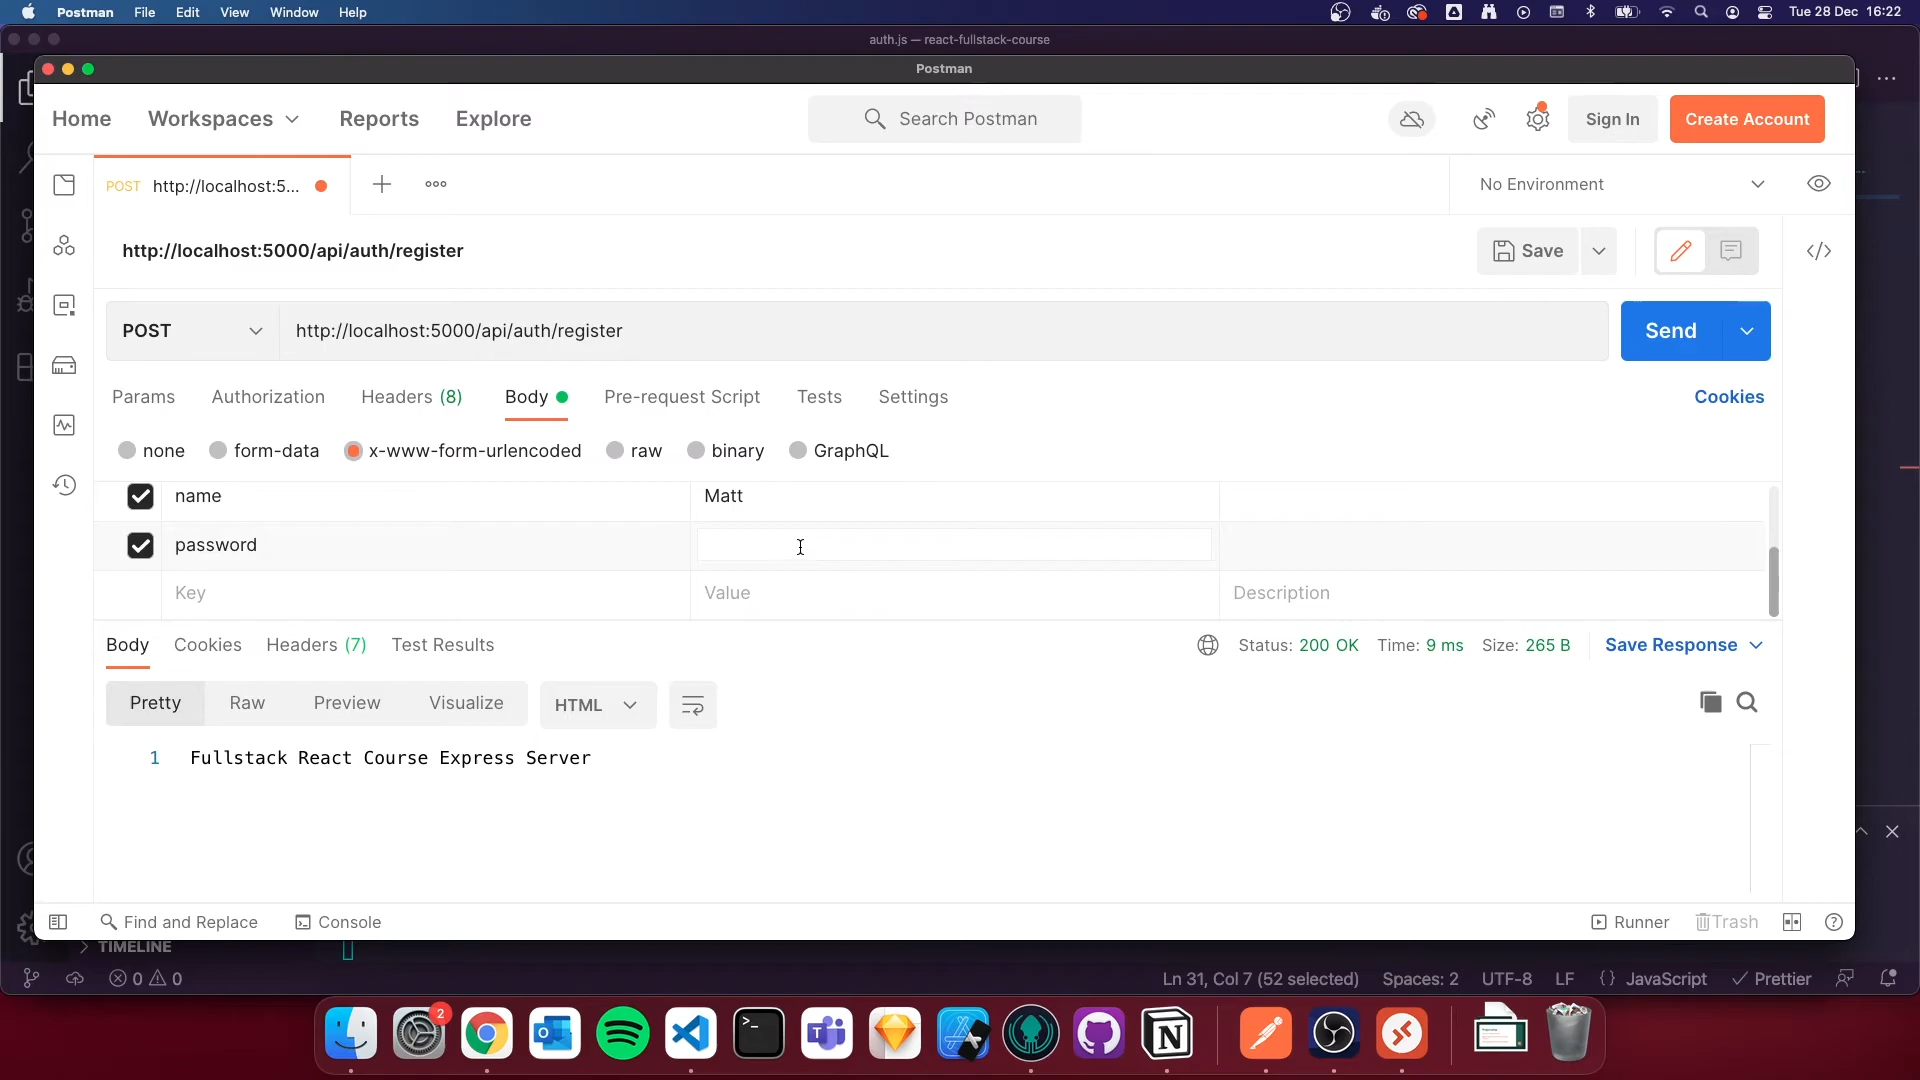 Postman File Edit View Window Help Tue 28 Dec 16:22
auth.js — react-fullstack-course
Postman
Home Workspaces Reports Explore Search Postman Sign In Create Account
POST http://localhost:5... No Environment
http://localhost:5000/api/auth/register Save
POST http://localhost:5000/api/auth/register Send
Params Authorization Headers (8) Body Pre-request Script Tests Settings Cookies
none form-data x-www-form-urlencoded raw binary GraphQL
name Matt
password
Key Value Description
Body Cookies Headers (7) Test Results Status: 200 OK Time: 9 ms Size: 265 B Save Response
Pretty Raw Preview Visualize HTML
1 Fullstack React Course Express Server
Find and Replace Console Runner Trash
TIMELINE
0 0 Ln 31, Col 7 (52 selected) Spaces: 2 UTF-8 LF {} JavaScript Prettier
2